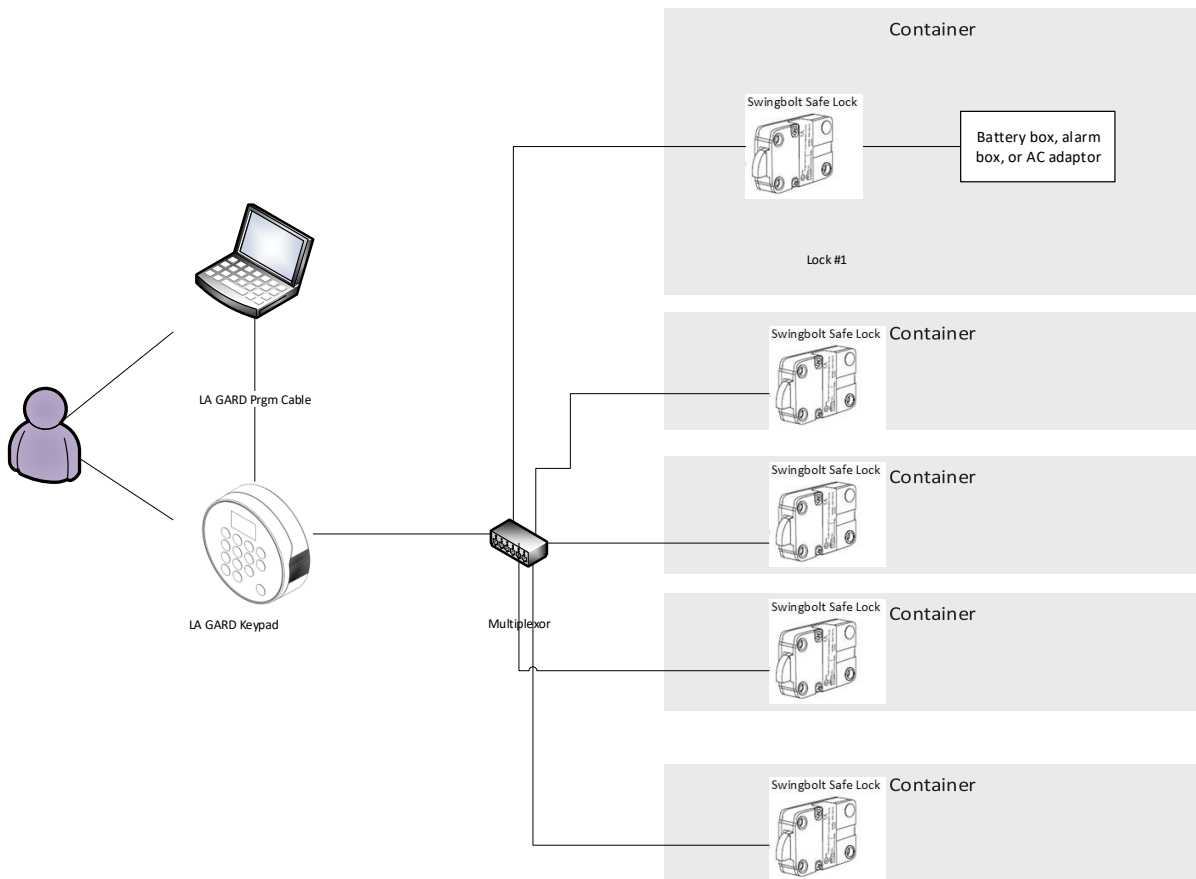 Container
Swingbolt Safe Lock
Battery box, alarm
box, or AC adaptor
Lock #1
Swingbolt Safe Lock
Container
LA GARD Prgm Cable
Swingbolt Safe Lock
Container
Swingbolt Safe Lock
Container
LA GARD Keypad
Multiplexor
Swingbolt Safe Lock
Container